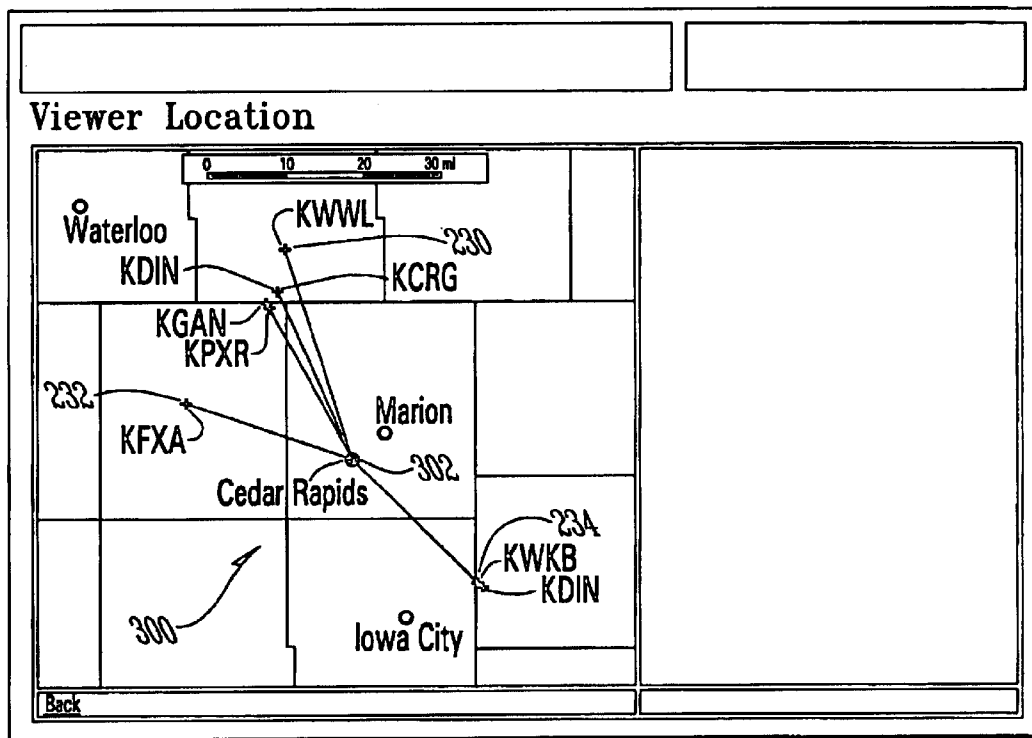 Viewer Location
0 10 20 30 ml
Waterloo
KWWL
230
KDIN
KCRG
KGAN
KPXR
232
KFXA
Marion
302
Cedar Rapids
234
KWKB
KDIN
300
Iowa City
Back